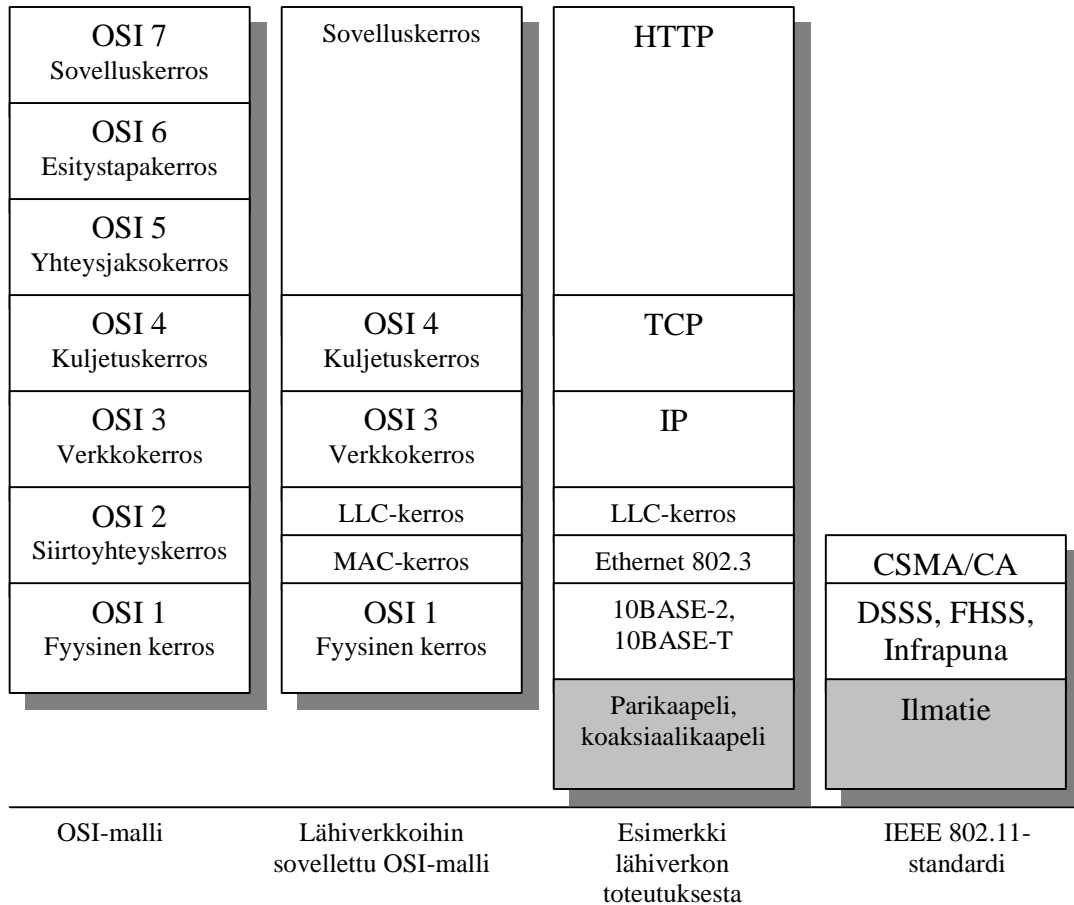 OSI 7
Sovelluskerros
OSI 6
Esitystapakerros
OSI 5
Yhteysjaksokerros
OSI 4
Kuljetuskerros
OSI 3
Verkkokerros
OSI 2
Siirtoyhteyskerros
OSI 1
Fyysinen kerros
OSI-malli
Sovelluskerros
OSI 4
Kuljetuskerros
OSI 3
Verkkokerros
LLC-kerros
MAC-kerros
OSI 1
Fyysinen kerros
Lähiverkkoihin
sovellettu OSI-malli
HTTP
TCP
IP
LLC-kerros
Ethernet 802.3
10BASE-2,
10BASE-T
Parikaapeli,
koaksiaalikaapeli
Esimerkki
lähiverkon
toteutuksesta
CSMA/CA
DSSS, FHSS,
Infrapuna
Ilmatie
IEEE 802.11-
standardi